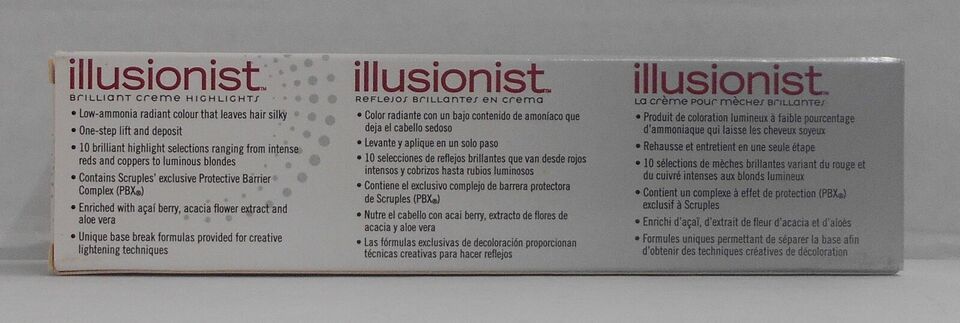 illusionist™
BRILLIANT CREME HIGHLIGHTS
• Low-ammonia radiant colour that leaves hair silky
• One-step lift and deposit
• 10 brilliant highlight selections ranging from intense
reds and coppers to luminous blondes
• Contains Scruples' exclusive Protective Barrier
Complex (PBX®)
• Enriched with açaí berry, acacia flower extract and
aloe vera
• Unique base break formulas provided for creative
lightening techniques
illusionist™
REFLEJOS BRILLANTES EN CREMA
• Color radiante con un bajo contenido de amoníaco que
deja el cabello sedoso
• Levante y aplique en un solo paso
• 10 selecciones de reflejos brillantes que van desde rojos
intensos y cobrizos hasta rubios luminosos
• Contiene el exclusivo complejo de barrera protectora
de Scruples (PBX®)
• Nutre el cabello con acai berry, extracto de flores de
acacia y aloe vera
• Las fórmulas exclusivas de decoloración proporcionan
técnicas creativas para hacer reflejos
illusionist™
La crème pour mèches brillantes
• Produit de coloration lumineux à faible pourcentage
d'ammoniaque qui laisse les cheveux soyeux
• Rehausse et entretient en une seule étape
• 10 sélections de mèches brillantes variant du rouge et
du cuivré intenses aux blonds lumineux
• Contient un complexe à effet de protection (PBX®)
exclusif à Scruples
• Enrichi d'açaï, d'extrait de fleur d'acacia et d'aloès
• Formules uniques permettant de séparer la base afin
d'obtenir des techniques créatives de décoloration